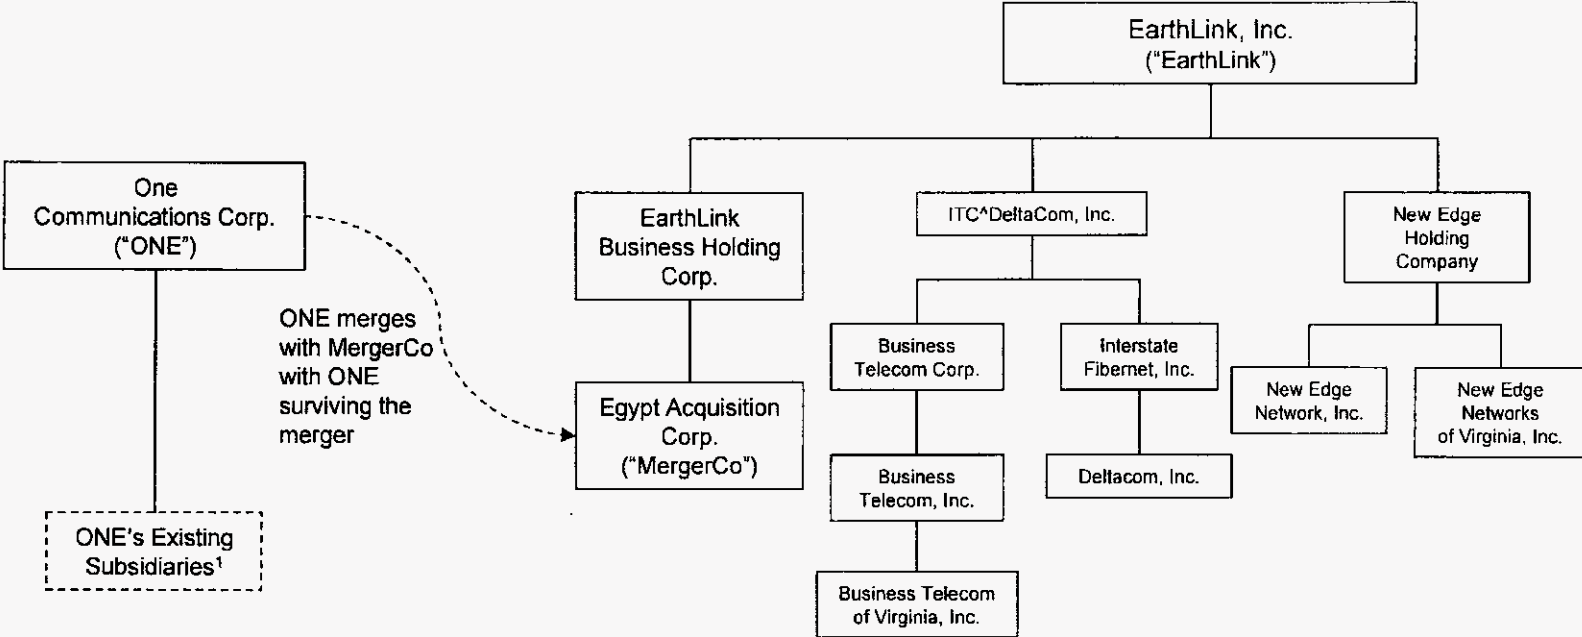 EarthLink, Inc.
("EarthLink")
One
Communications Corp.
("ONE")
EarthLink
Business Holding
Corp.
ITC^DeltaCom, Inc.
New Edge
Holding
Company
ONE merges
with MergerCo
with ONE
surviving the
merger
Business
Telecom Corp.
Interstate
Fibernet, Inc.
New Edge
Network, Inc.
New Edge
Networks
of Virginia, Inc.
Egypt Acquisition
Corp.
("MergerCo")
Business
Telecom, Inc.
Deltacom, Inc.
ONE's Existing
Subsidiaries¹
Business Telecom
of Virginia, Inc.